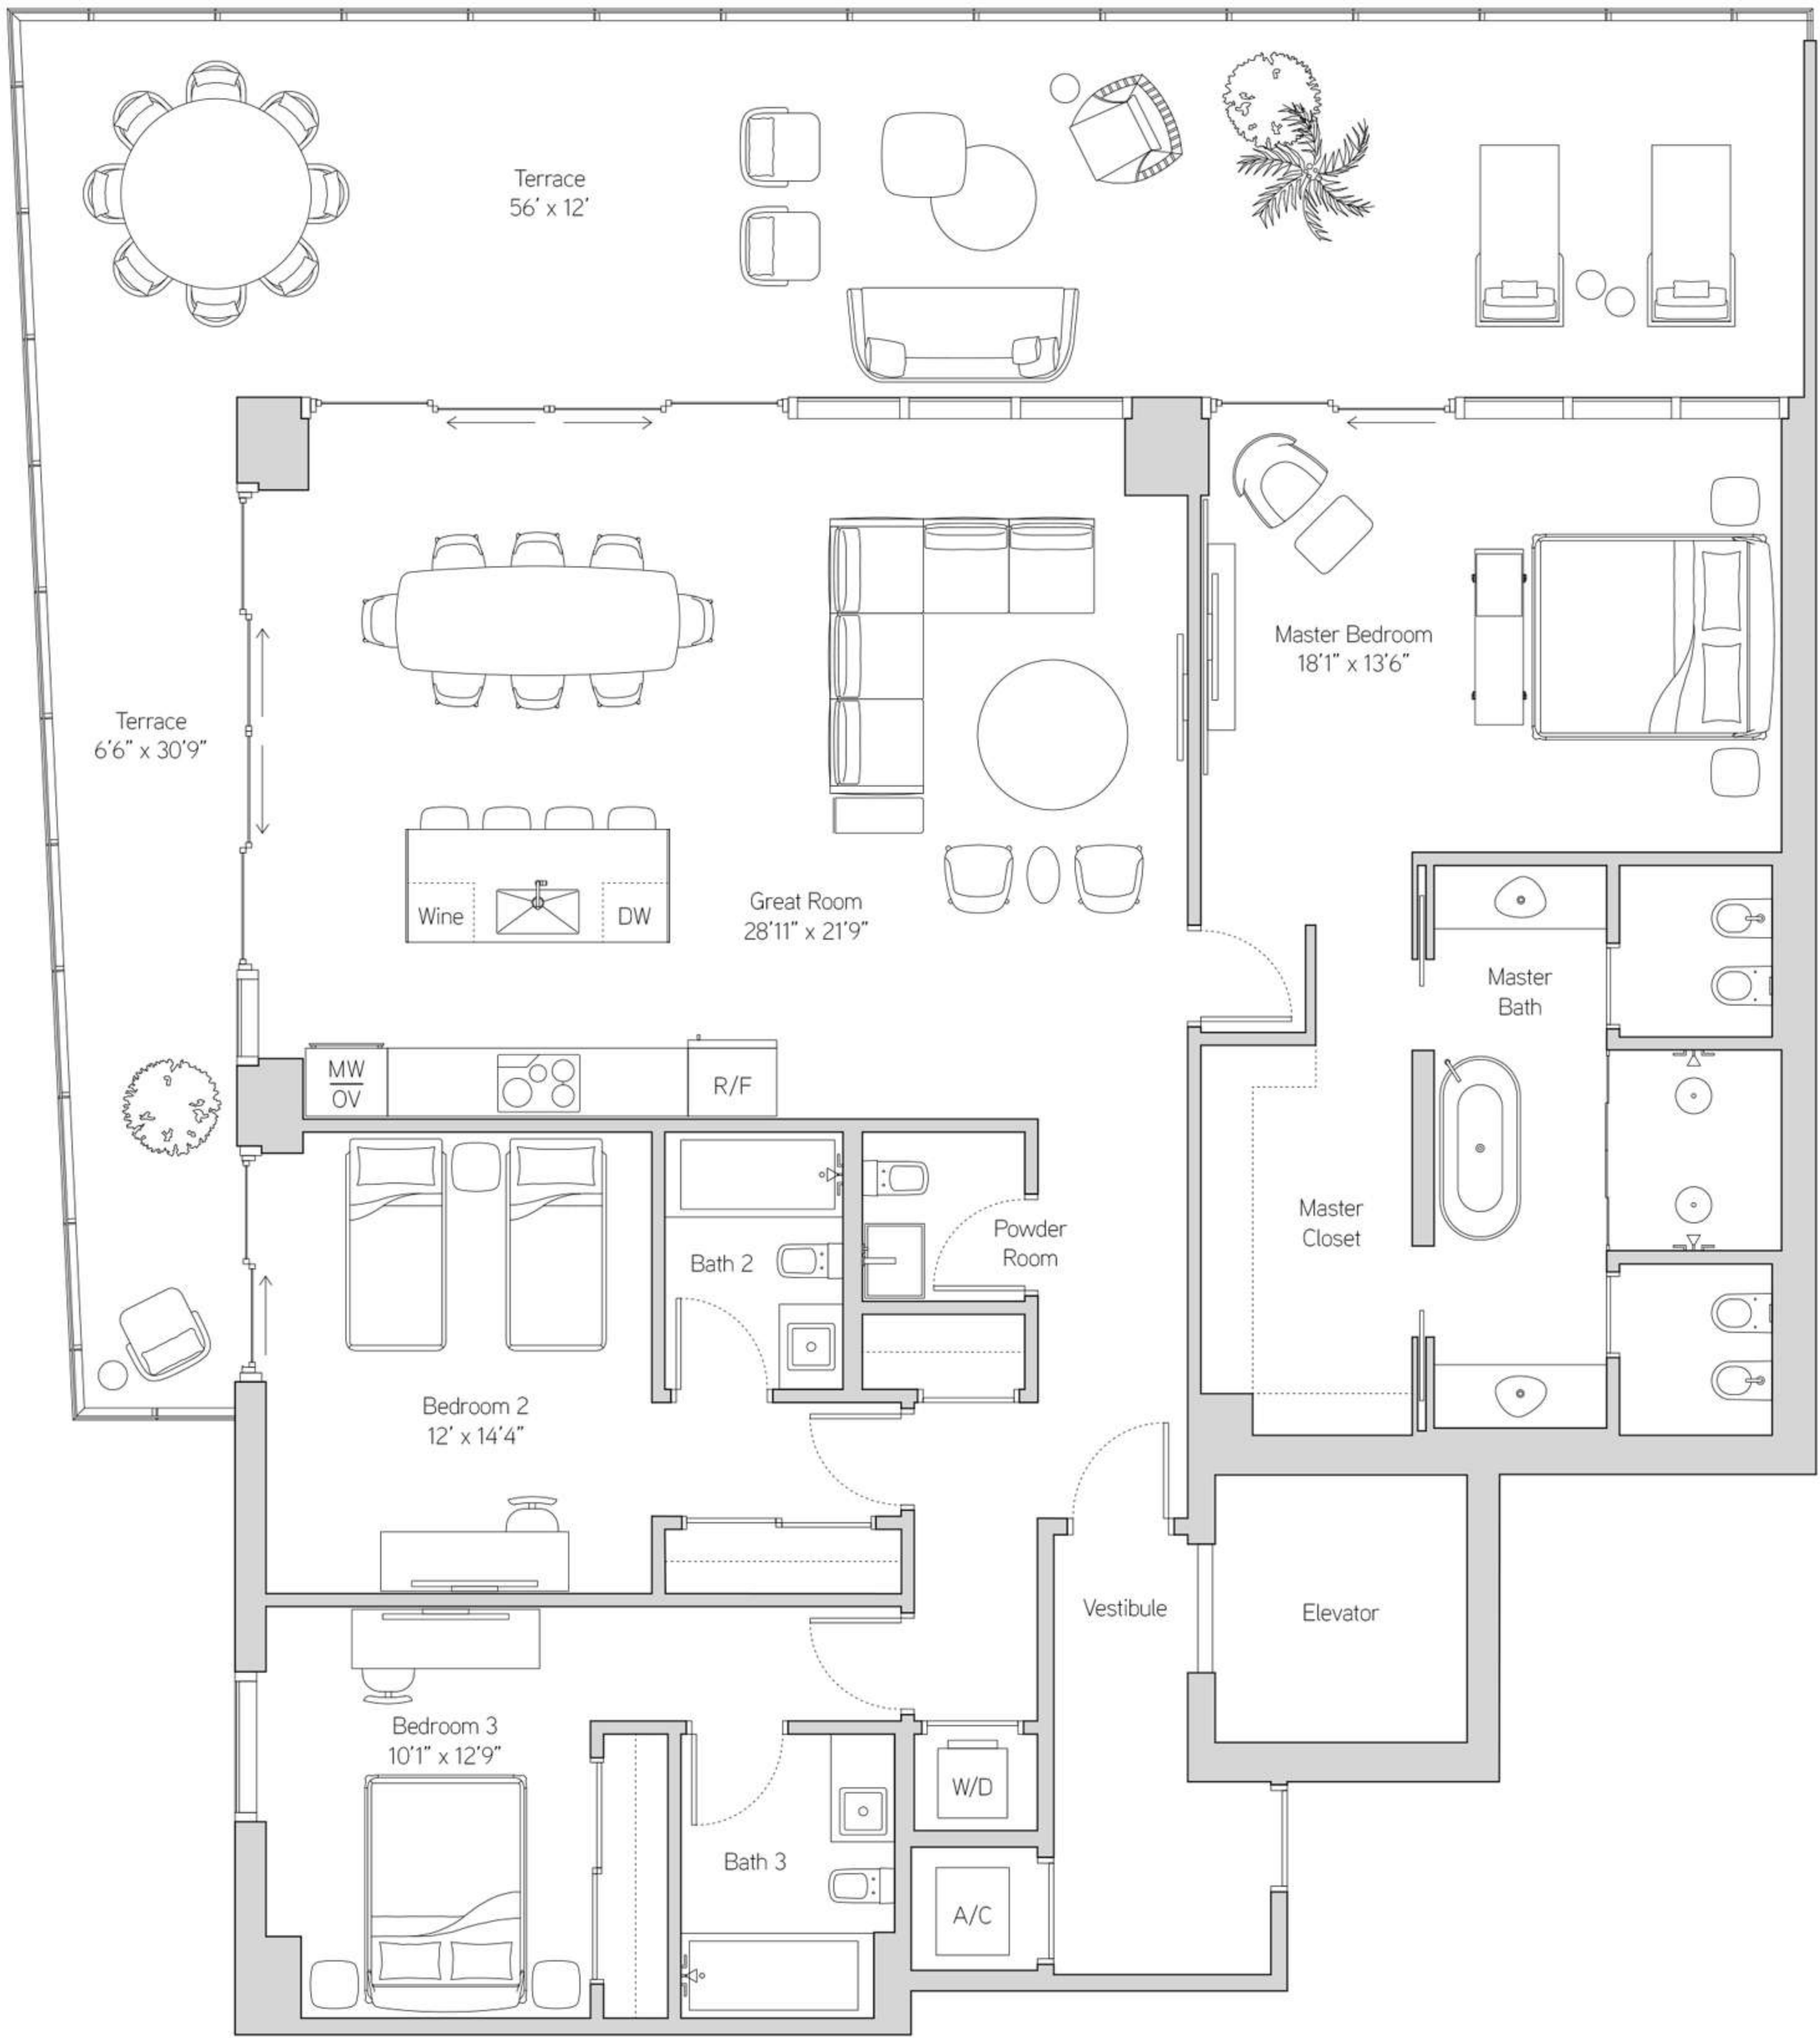 Terrace
56’ x 12’
Master Bedroom
18’1” x 13’6”
Terrace
6’6” x 30’9”
Great Room
28’11” x 21’9”
Wine
DW
Master
Bath
MW
OV
R/F
Master
Closet
Powder
Room
Bath 2
Bedroom 2
12’ x 14’4”
Vestibule
Elevator
Bedroom 3
10’1” x 12’9”
W/D
Bath 3
A/C